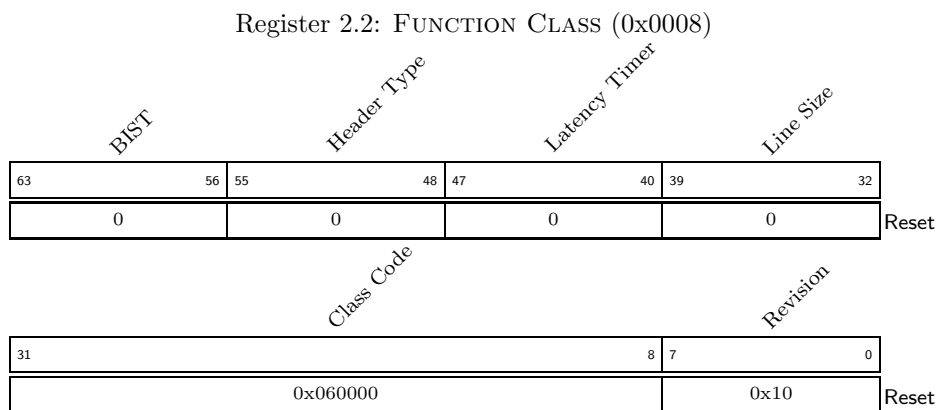 Register 2.2: FUNCTION CLASS (0x0008)
BIST Header Type Latency Timer Line Size
63 56 55 48 47 40 39 32
0 0 0 0 Reset
Class Code Revision
31 8 7 0
0x060000 0x10 Reset